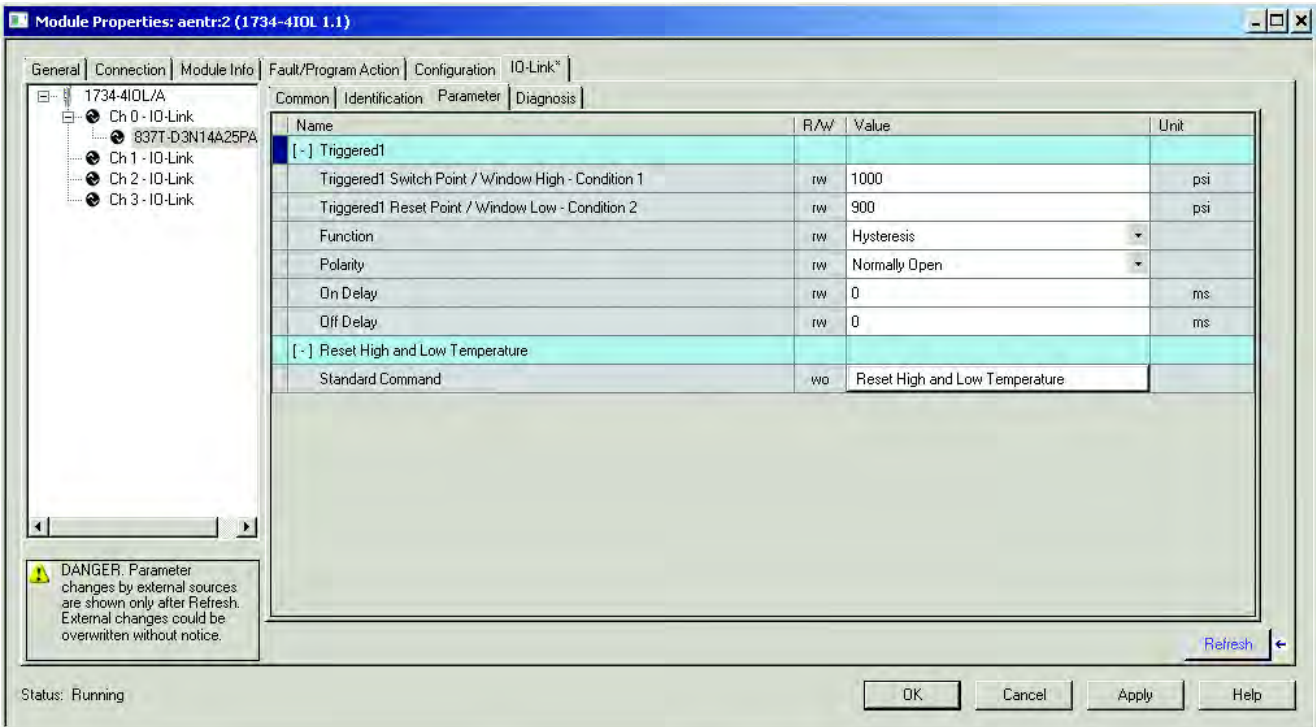 Module Properties: aentr:2 (1734-4IOL 1.1)
General Connection Module Info Fault/Program Action Configuration IO-Link*
1734-4IOL/A
Ch 0 - IO-Link
837T-D3N14A25PA
Ch 1 - IO-Link
Ch 2 - IO-Link
Ch 3 - IO-Link
Common Identification Parameter Diagnosis
Name R/W Value Unit
[-] Triggered1
Triggered1 Switch Point / Window High - Condition 1 rw 1000 psi
Triggered1 Reset Point / Window Low - Condition 2 rw 900 psi
Function rw Hysteresis
Polarity rw Normally Open
On Delay rw 0 ms
Off Delay rw 0 ms
[-] Reset High and Low Temperature
Standard Command wo Reset High and Low Temperature
DANGER. Parameter
changes by external sources
are shown only after Refresh.
External changes could be
overwritten without notice.
Refresh
Status: Running
OK Cancel Apply Help